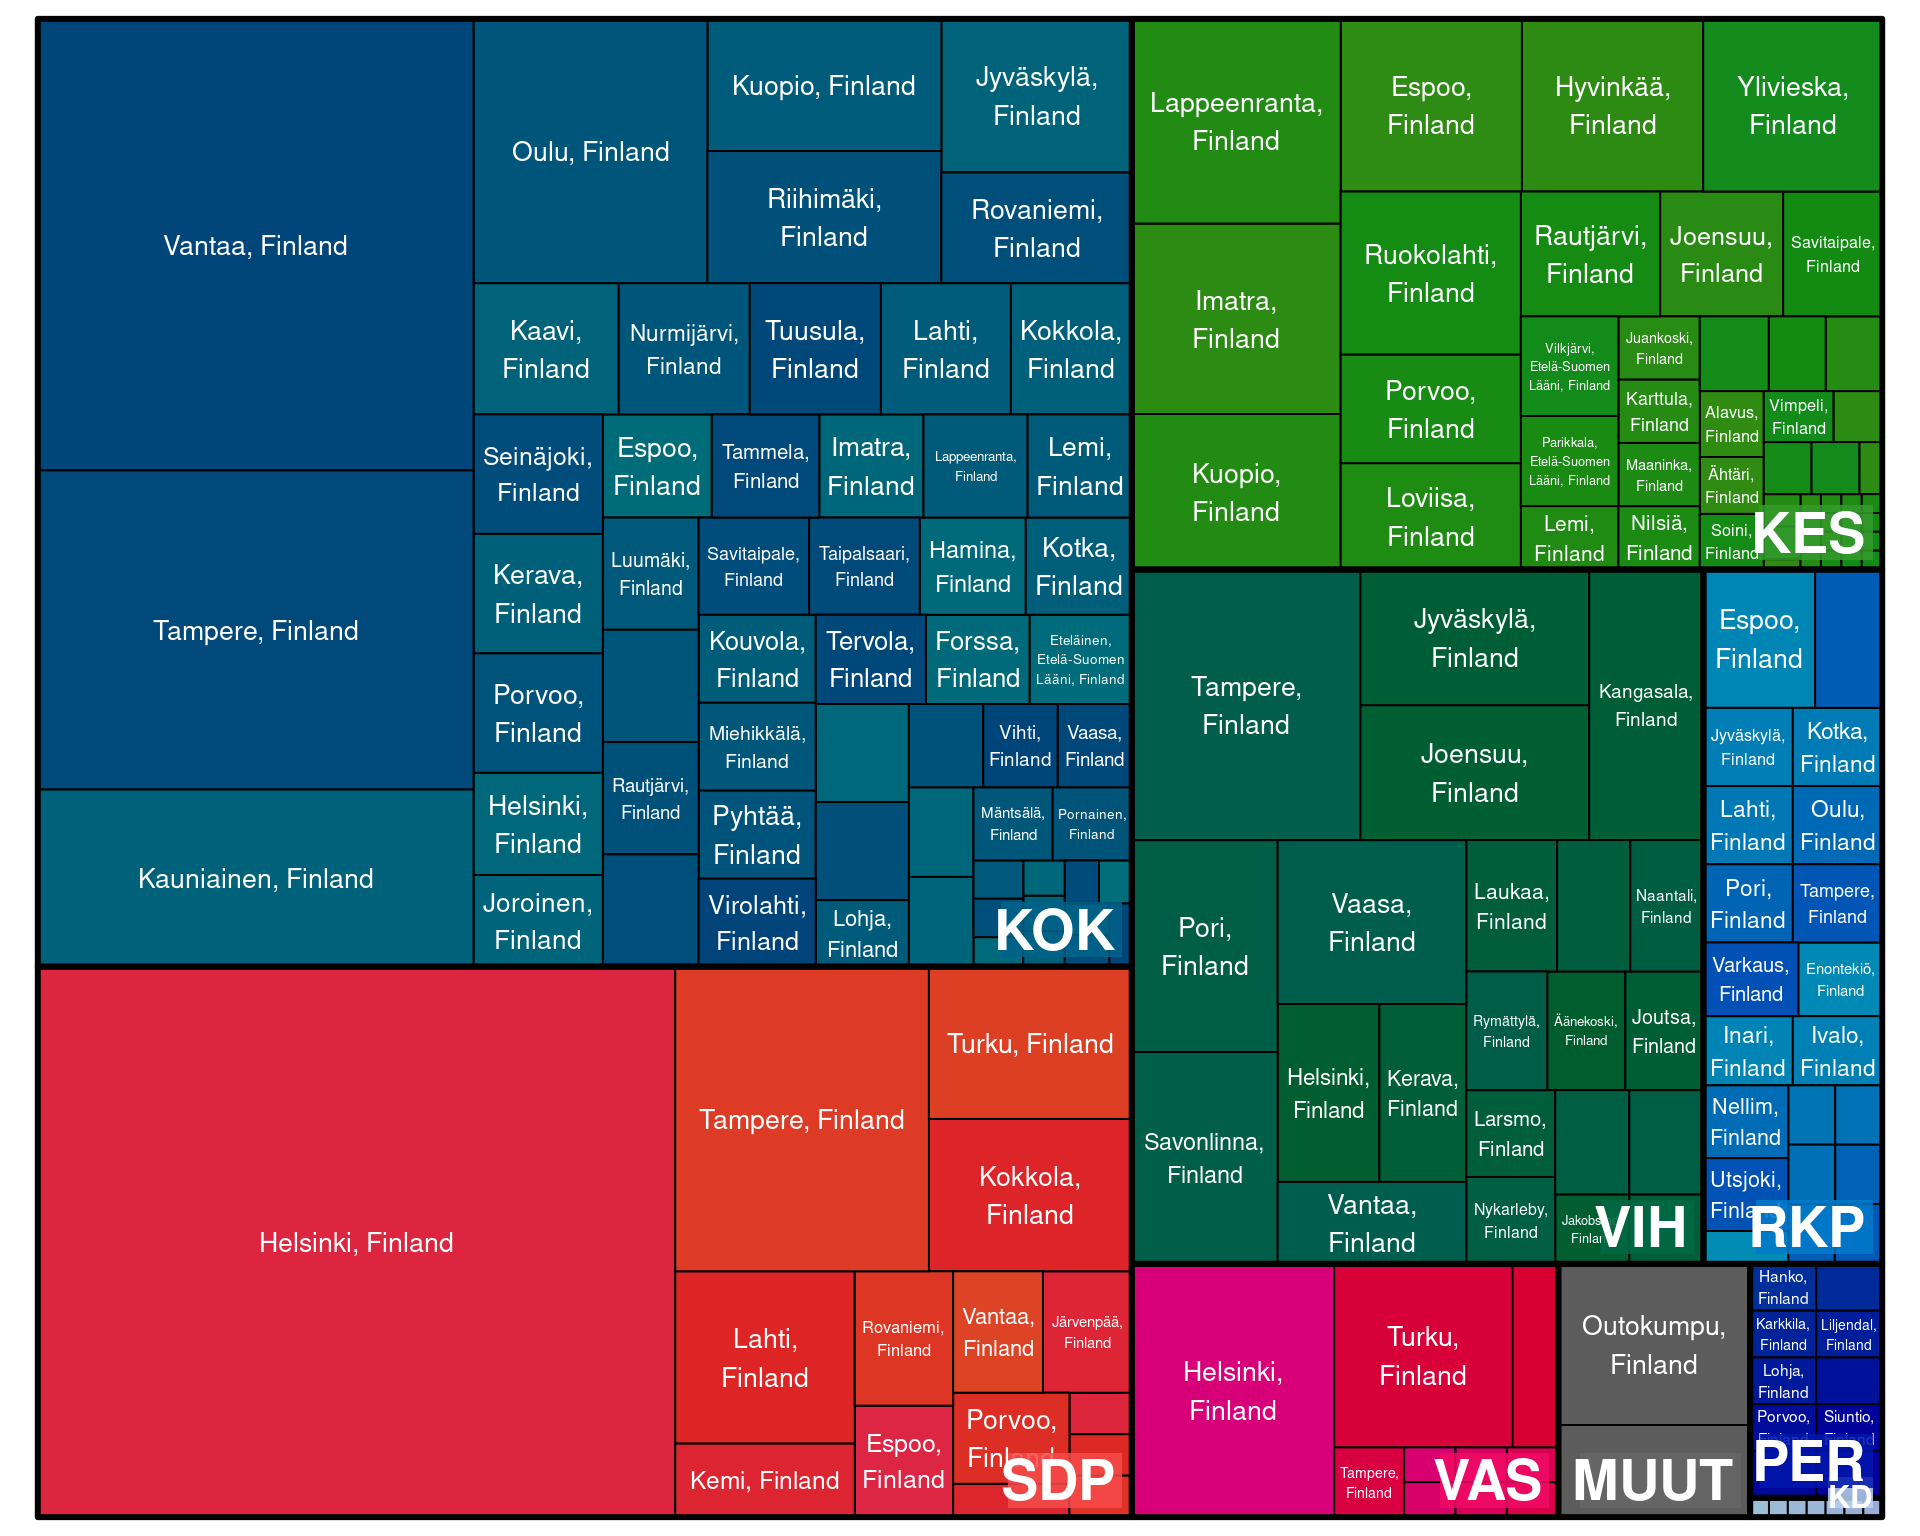 Vantaa, Finland
Tampere, Finland
Kauniainen, Finland
Oulu, Finland
Kuopio, Finland
Jyväskylä,
Finland
Riihimäki,
Finland
Rovaniemi,
Finland
Kaavi,
Finland
Nurmijärvi,
Finland
Tuusula,
Finland
Lahti,
Finland
Kokkola,
Finland
Seinäjoki,
Finland
Espoo,
Finland
Tammela,
Finland
Imatra,
Finland
Lappeenranta,
Finland
Lemi,
Finland
Kerava,
Finland
Luumäki,
Finland
Savitaipale,
Finland
Taipalsaari,
Finland
Hamina,
Finland
Kotka,
Finland
Porvoo,
Finland
Kouvola,
Finland
Tervola,
Finland
Forssa,
Finland
Eteläinen,
Etelä-Suomen
Lääni, Finland
Helsinki,
Finland
Rautjärvi,
Finland
Miehikkälä,
Finland
Vihti,
Finland
Vaasa,
Finland
Pyhtää,
Finland
Mäntsälä,
Finland
Pornainen,
Finland
Joroinen,
Finland
Virolahti,
Finland
Lohja,
Finland
KOK
Lappeenranta,
Finland
Espoo,
Finland
Hyvinkää,
Finland
Ylivieska,
Finland
Imatra,
Finland
Ruokolahti,
Finland
Rautjärvi,
Finland
Joensuu,
Finland
Savitaipale,
Finland
Kuopio,
Finland
Porvoo,
Finland
Vilkjärvi,
Etelä-Suomen
Lääni, Finland
Juankoski,
Finland
Karttula,
Finland
Alavus,
Finland
Vimpeli,
Finland
Loviisa,
Finland
Parikkala,
Etelä-Suomen
Lääni, Finland
Maaninka,
Finland
Ähtäri,
Finland
Lemi,
Finland
Nilsiä,
Finland
Soini,
Finland
KES
Helsinki, Finland
Tampere, Finland
Turku, Finland
Kokkola,
Finland
Lahti,
Finland
Rovaniemi,
Finland
Vantaa,
Finland
Järvenpää,
Finland
Kemi, Finland
Espoo,
Finland
Porvoo,
Finland
SDP
Tampere,
Finland
Jyväskylä,
Finland
Joensuu,
Finland
Kangasala,
Finland
Pori,
Finland
Vaasa,
Finland
Laukaa,
Finland
Naantali,
Finland
Savonlinna,
Finland
Helsinki,
Finland
Kerava,
Finland
Rymättylä,
Finland
Äänekoski,
Finland
Joutsa,
Finland
Larsmo,
Finland
Vantaa,
Finland
Nykarleby,
Finland
VIH
Espoo,
Finland
Jyväskylä,
Finland
Kotka,
Finland
Lahti,
Finland
Oulu,
Finland
Pori,
Finland
Tampere,
Finland
Varkaus,
Finland
Enontekiö,
Finland
Inari,
Finland
Ivalo,
Finland
Nellim,
Finland
Utsjoki,
Finland
RKP
Helsinki,
Finland
Turku,
Finland
Tampere,
Finland
VAS
Outokumpu,
Finland
MUUT
Hanko,
Finland
Karkkila,
Finland
Liljendal,
Finland
Lohja,
Finland
Porvoo,
Finland
Siuntio,
Finland
PER
KD